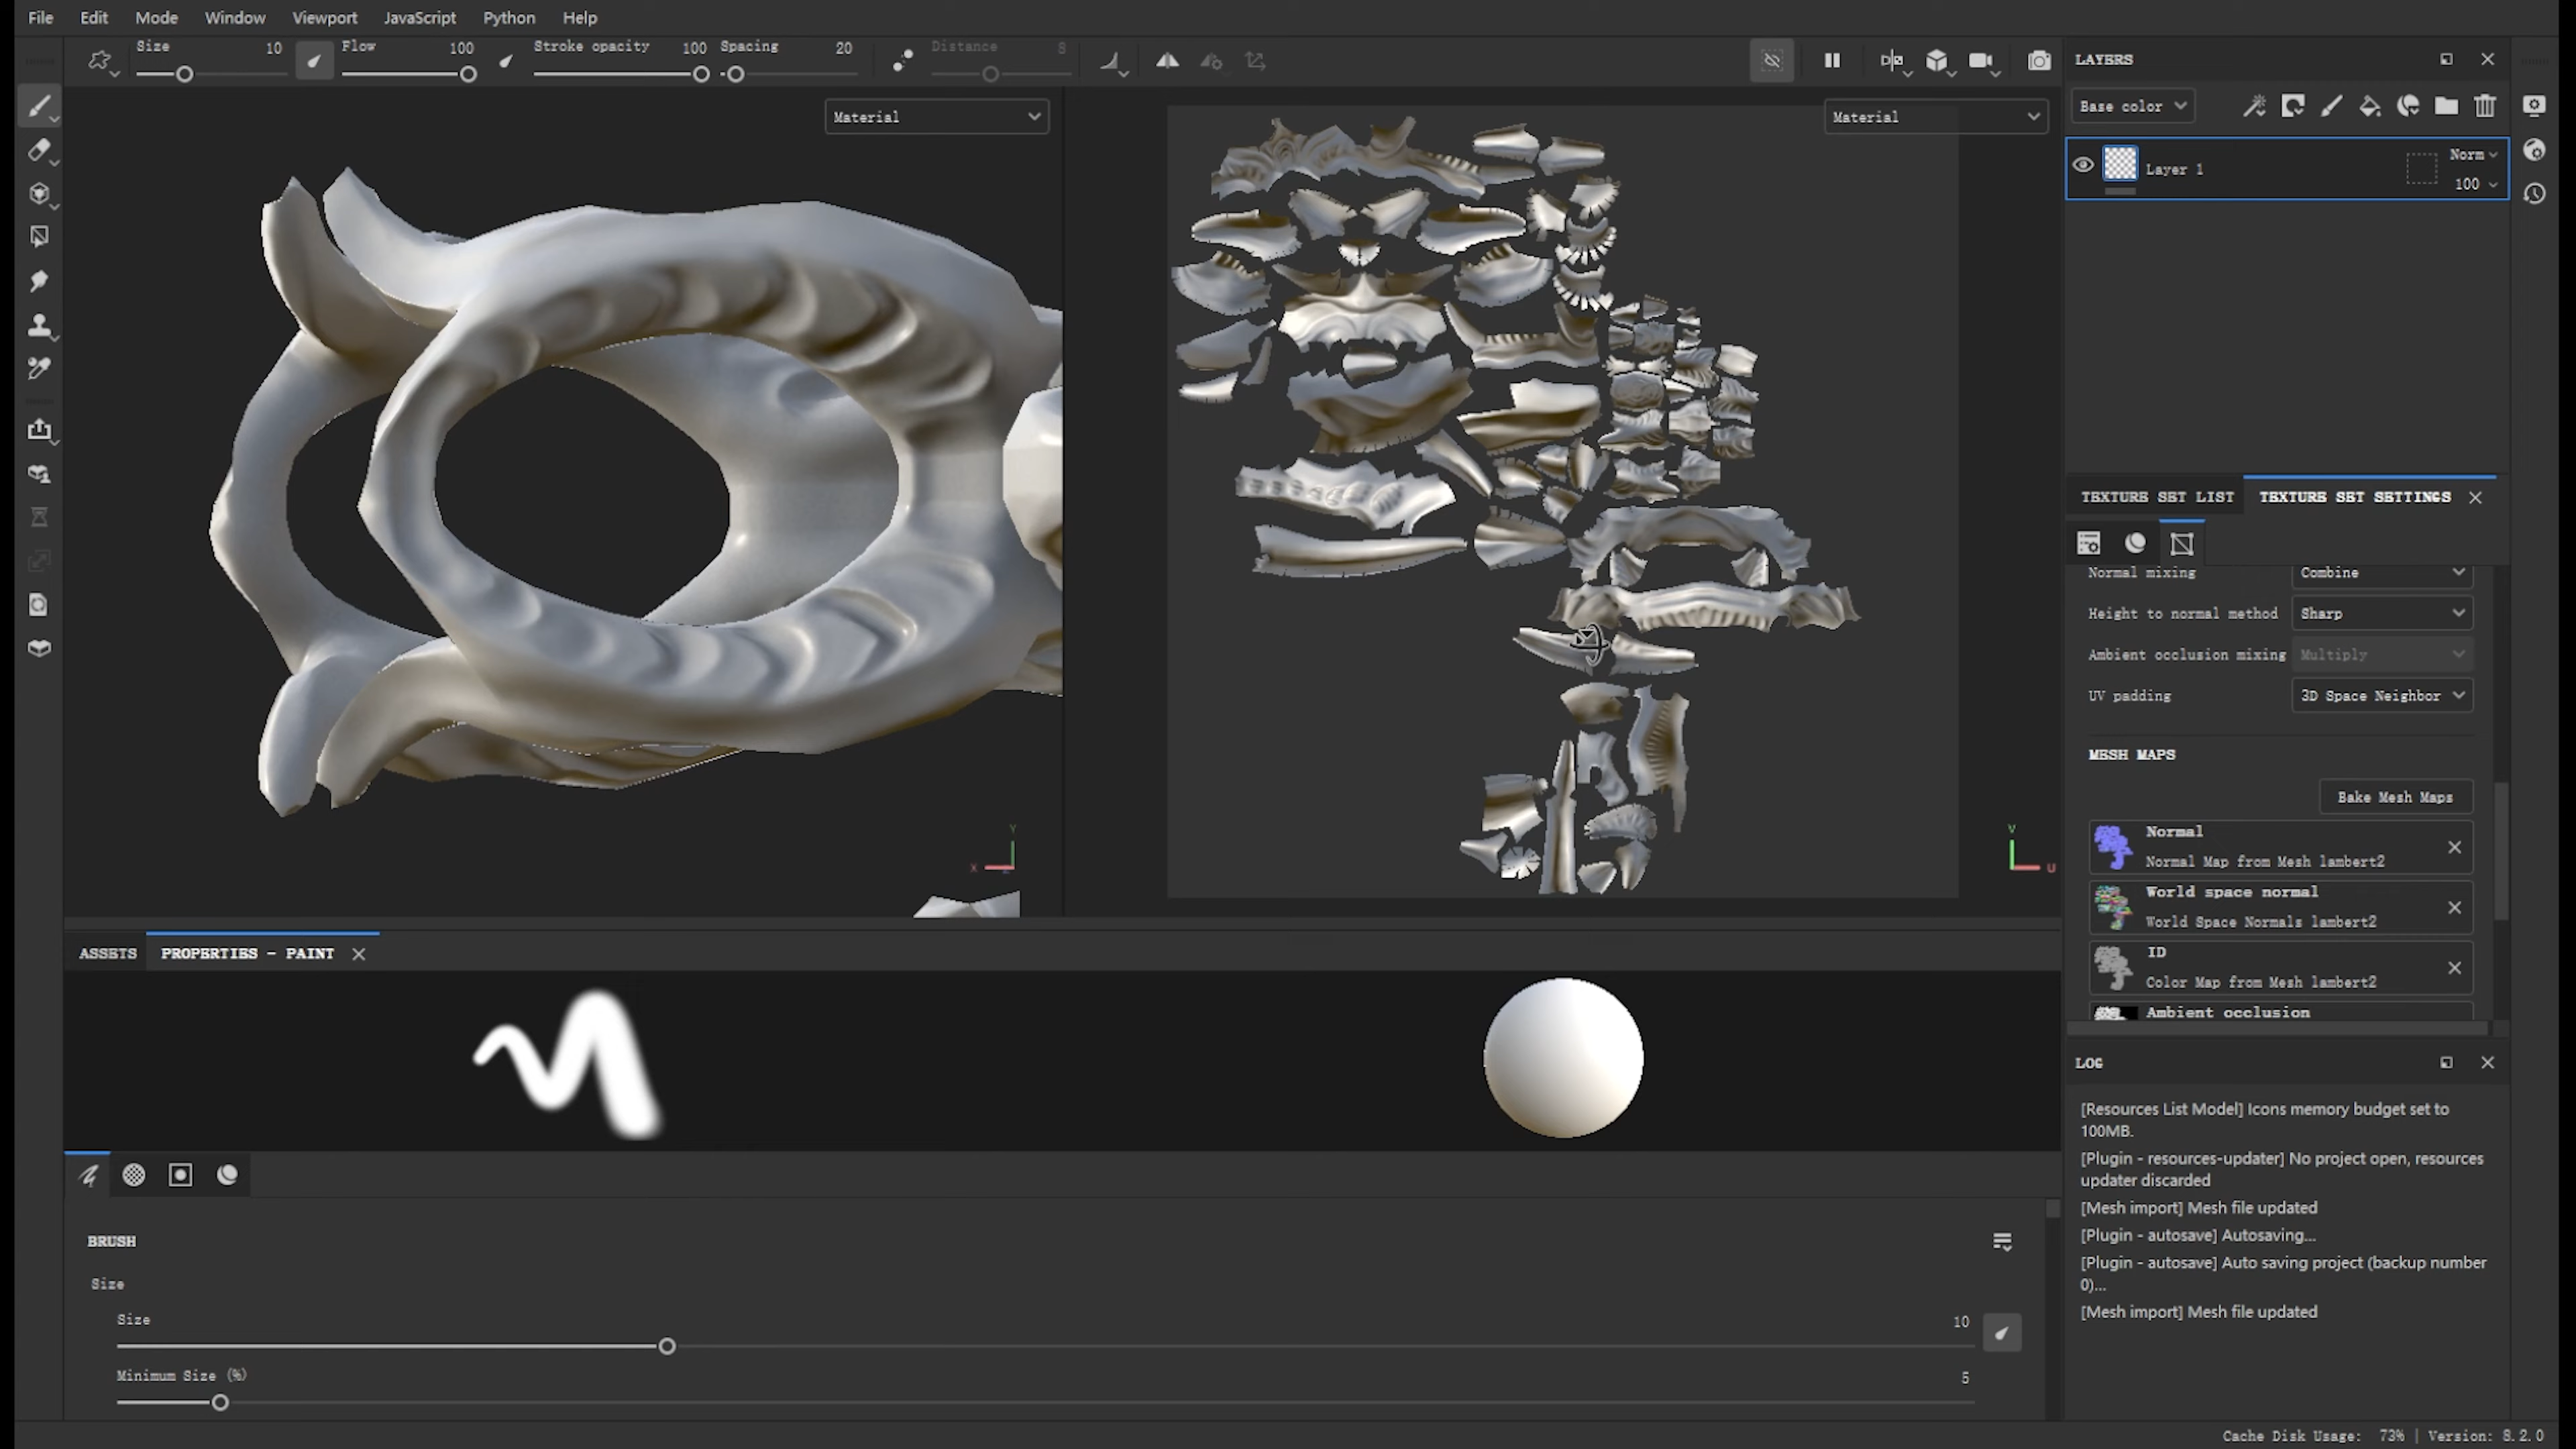 File Edit Mode Window Viewport JavaScript Python Help
Size 10 Flow 100 Stroke opacity 100 Spacing 20 Distance 8
Material
Material
Y
X
V
U
LAYERS
Base color
Layer 1
Norm
100
TEXTURE SET LIST TEXTURE SET SETTINGS
Normal mixing Combine
Height to normal method Sharp
Ambient occlusion mixing Multiply
UV padding 3D Space Neighbor
MESH MAPS
Bake Mesh Maps
Normal
Normal Map from Mesh lambert2
World space normal
World Space Normals lambert2
ID
Color Map from Mesh lambert2
Ambient occlusion
LOG
[Resources List Model] Icons memory budget set to
100MB.
[Plugin - resources-updater] No project open, resources
updater discarded
[Mesh import] Mesh file updated
[Plugin - autosave] Autosaving...
[Plugin - autosave] Auto saving project (backup number
0)...
[Mesh import] Mesh file updated
ASSETS PROPERTIES - PAINT
BRUSH
Size
Size 10
Minimum Size (%) 5
Cache Disk Usage: 73% | Version: 8.2.0